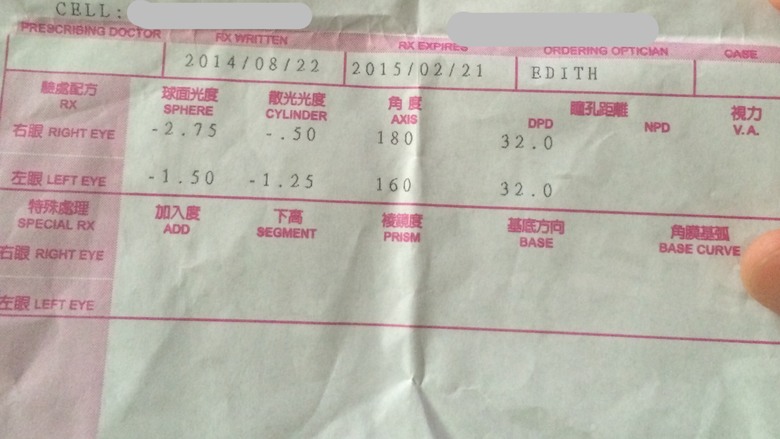 CELL:
PRESCRIBING DOCTOR RX WRITTEN RX EXPIRES ORDERING OPTICIAN CASE
2014/08/22 2015/02/21 EDITH
驗處配方 球面光度 散光光度 角度 瞳孔距離 視力
RX SPHERE CYLINDER AXIS DPD NPD V.A.
右眼 RIGHT EYE -2.75 -.50 180 32.0
左眼 LEFT EYE -1.50 -1.25 160 32.0
特殊處理 加入度 下高 稜鏡度 基底方向 角膜基弧
SPECIAL RX ADD SEGMENT PRISM BASE BASE CURVE
右眼 RIGHT EYE
左眼 LEFT EYE